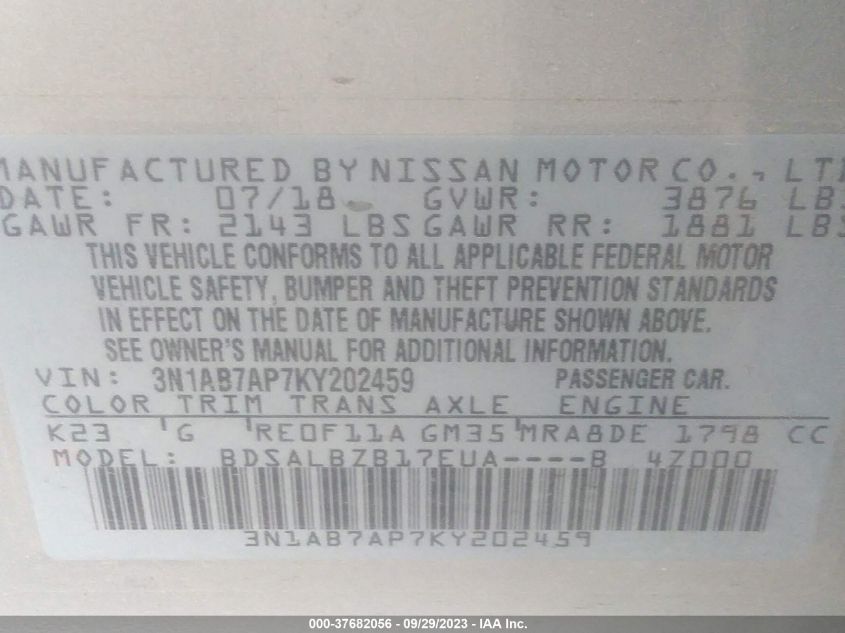 MANUFACTURED BY NISSAN MOTOR CO., LTD
DATE: 07/18 GVWR: 3876 LBS
GAWR FR: 2143 LBS GAWR RR: 1881 LBS
THIS VEHICLE CONFORMS TO ALL APPLICABLE FEDERAL MOTOR
VEHICLE SAFETY, BUMPER AND THEFT PREVENTION STANDARDS
IN EFFECT ON THE DATE OF MANUFACTURE SHOWN ABOVE.
SEE OWNER'S MANUAL FOR ADDITIONAL INFORMATION.
VIN: 3N1AB7AP7KY202459 PASSENGER CAR.
COLOR TRIM TRANS AXLE ENGINE
K23 'G 'RE0F11A GM35'MRA8DE 1798 CC
MODEL: BDSALBZB17EUA----B 4Z000
3N1AB7AP7KY202459
000-37682056 - 09/29/2023 - IAA Inc.